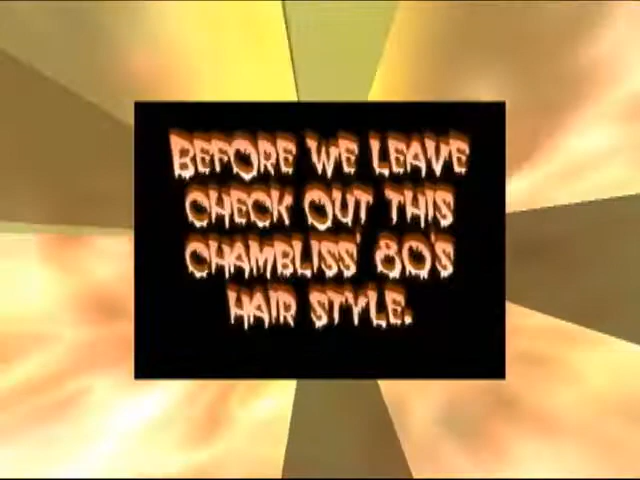 BEFORE WE LEAVE
CHECK OUT THIS
CHAMBLISS' 80'S
HAIR STYLE.